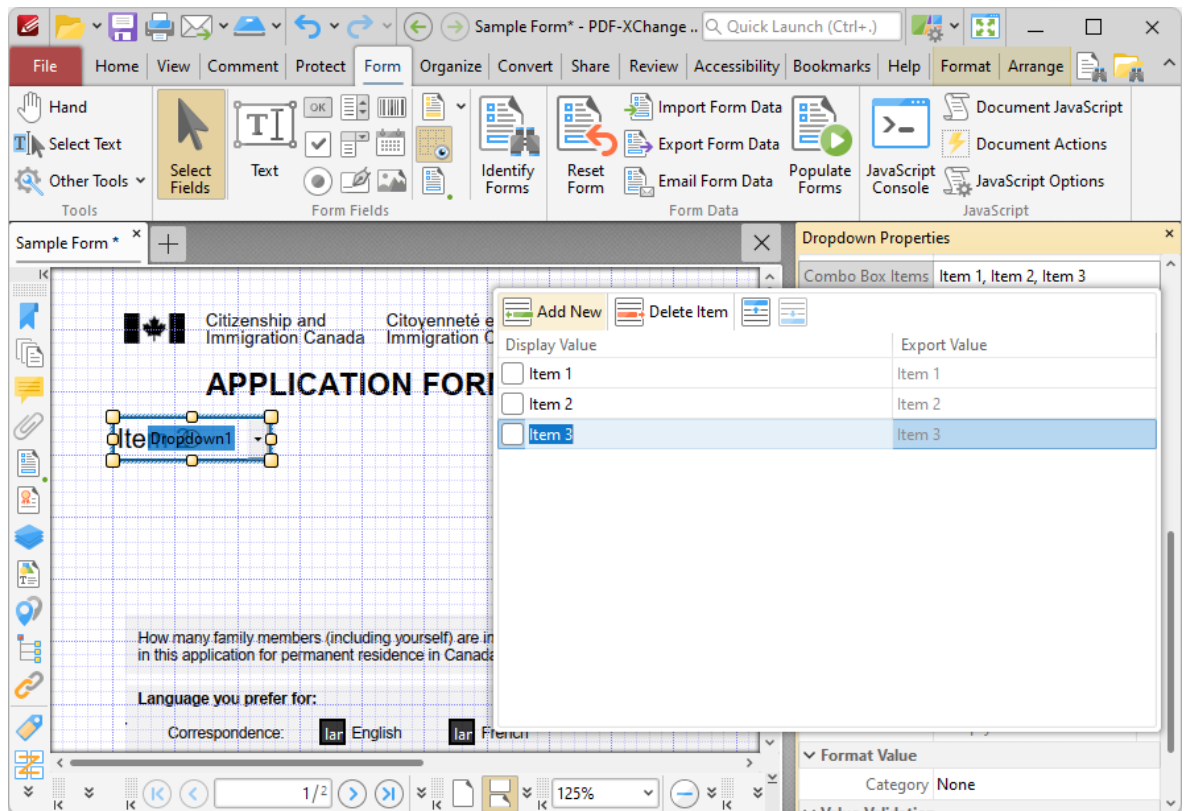 Sample Form* - PDF-XChange ..
Quick Launch (Ctrl+.)
File Home View Comment Protect Form Organize Convert Share Review Accessibility Bookmarks Help Format Arrange
Hand
Select Text
Other Tools
Tools
Select Fields
Text
OK
Form Fields
Identify Forms
Reset Form
Import Form Data
Export Form Data
Email Form Data
Populate Forms
Form Data
JavaScript Console
Document JavaScript
Document Actions
JavaScript Options
JavaScript
Sample Form *
Dropdown Properties
Combo Box Items Item 1, Item 2, Item 3
Citizenship and
Immigration Canada
Citoyenneté e
Immigration C
APPLICATION FOR
Dropdown1
Add New Delete Item
Display Value Export Value
Item 1 Item 1
Item 2 Item 2
Item 3 Item 3
How many family members (including yourself) are in
in this application for permanent residence in Canada
Language you prefer for:
Correspondence: lar English lar French
Format Value
Category None
Value Validation
1/2
125%